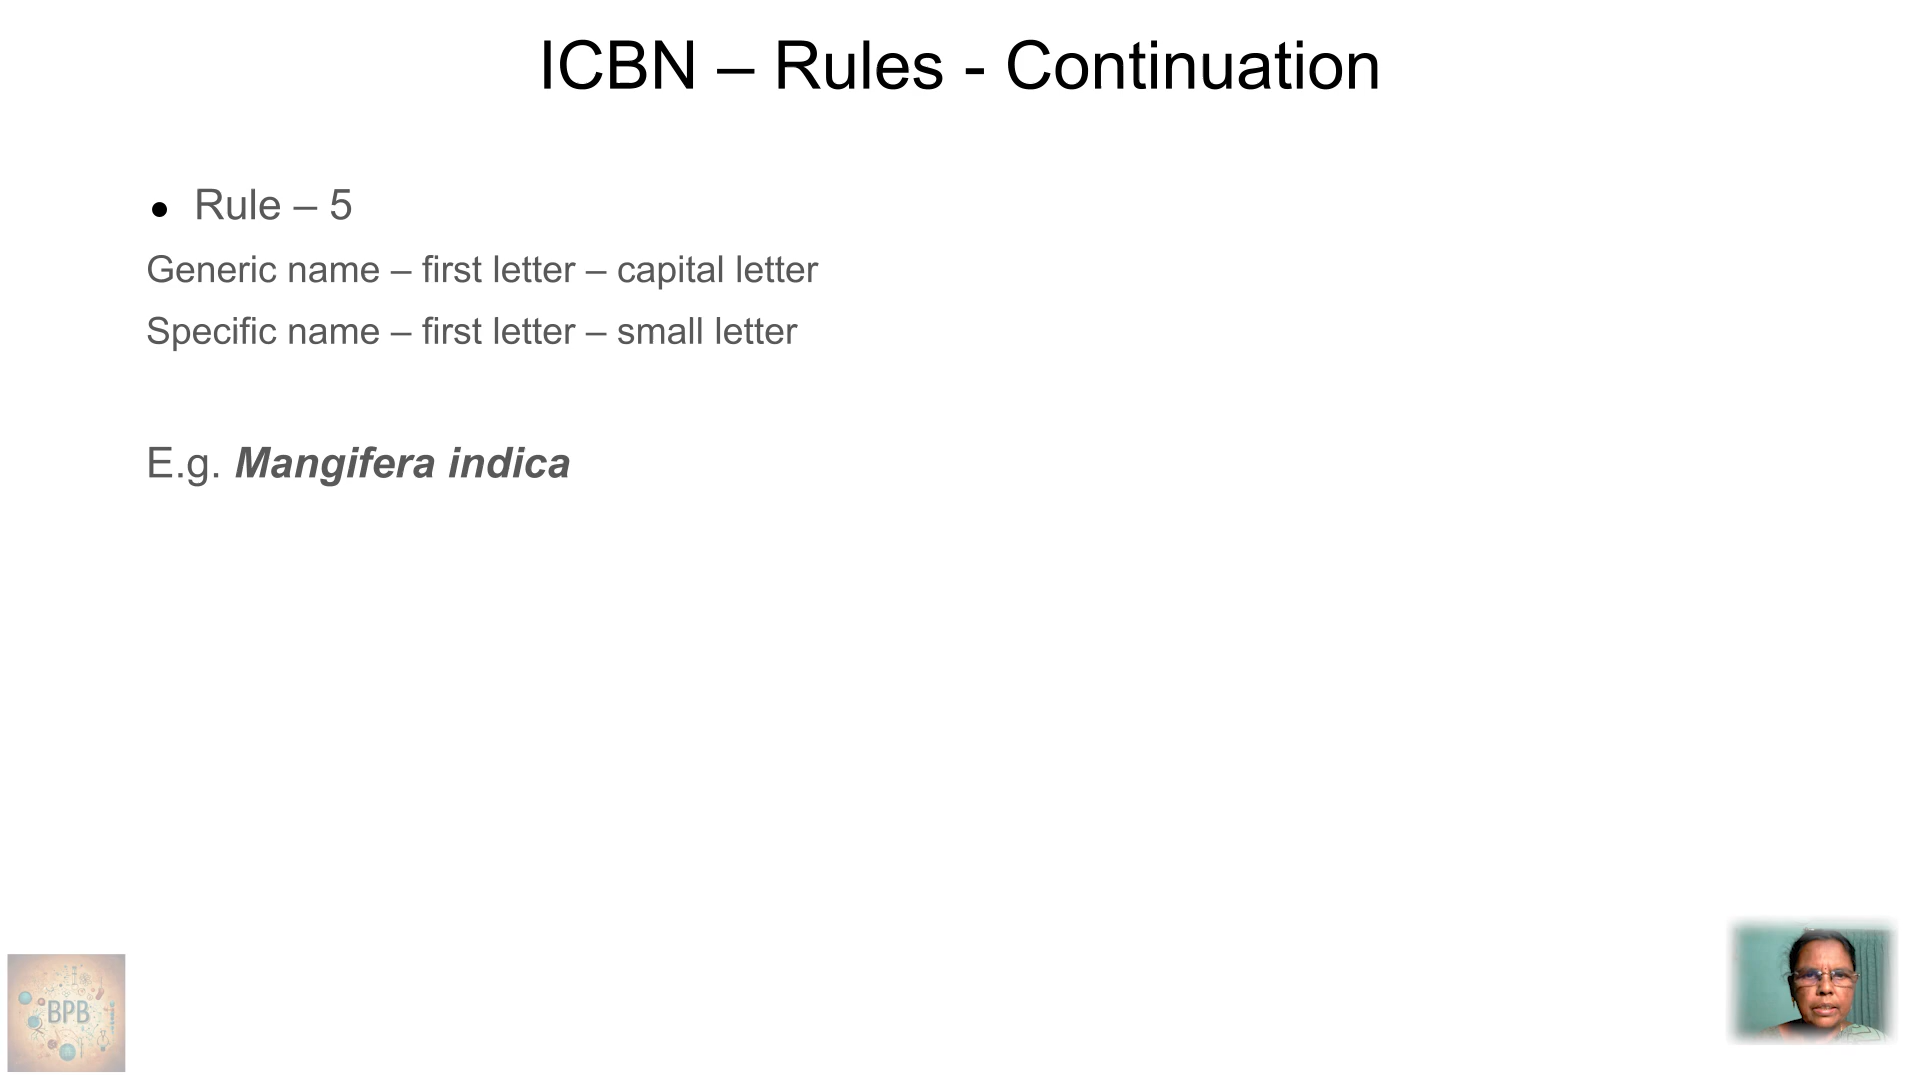 ICBN – Rules - Continuation
● Rule – 5
Generic name – first letter – capital letter
Specific name – first letter – small letter
E.g. Mangifera indica
BPB